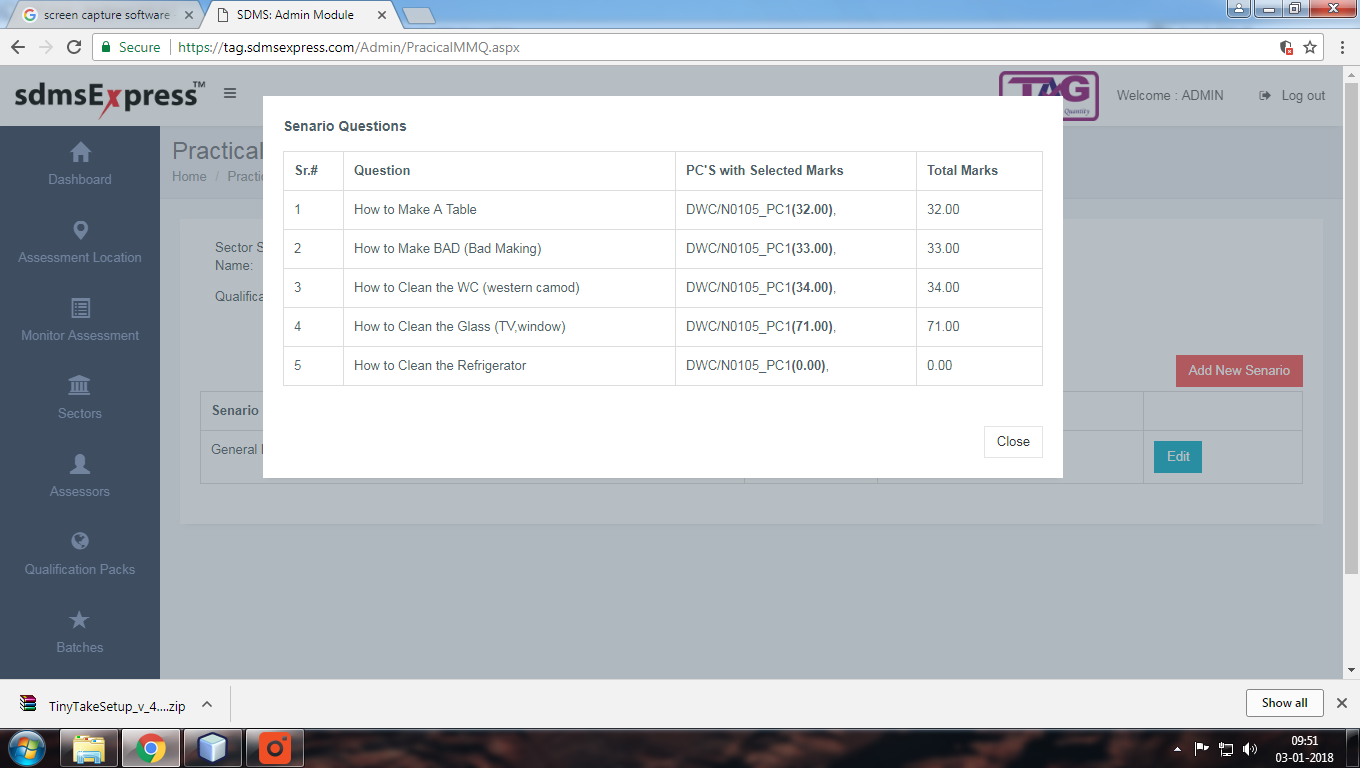 screen capture software
SDMS: Admin Module
Secure https://tag.sdmsexpress.com/Admin/PracicalMMQ.aspx
sdmsExpress™
TAG
Quantity
Welcome : ADMIN
Log out
Dashboard
Assessment Location
Monitor Assessment
Sectors
Assessors
Qualification Packs
Batches
Practical
Home / Practi
Sector S
Name:
Qualifica
Add New Senario
Senario
General
Edit
Senario Questions
Sr.# Question PC'S with Selected Marks Total Marks
1 How to Make A Table DWC/N0105_PC1(32.00), 32.00
2 How to Make BAD (Bad Making) DWC/N0105_PC1(33.00), 33.00
3 How to Clean the WC (western camod) DWC/N0105_PC1(34.00), 34.00
4 How to Clean the Glass (TV,window) DWC/N0105_PC1(71.00), 71.00
5 How to Clean the Refrigerator DWC/N0105_PC1(0.00), 0.00
Close
TinyTakeSetup_v_4....zip
Show all
09:51
03-01-2018